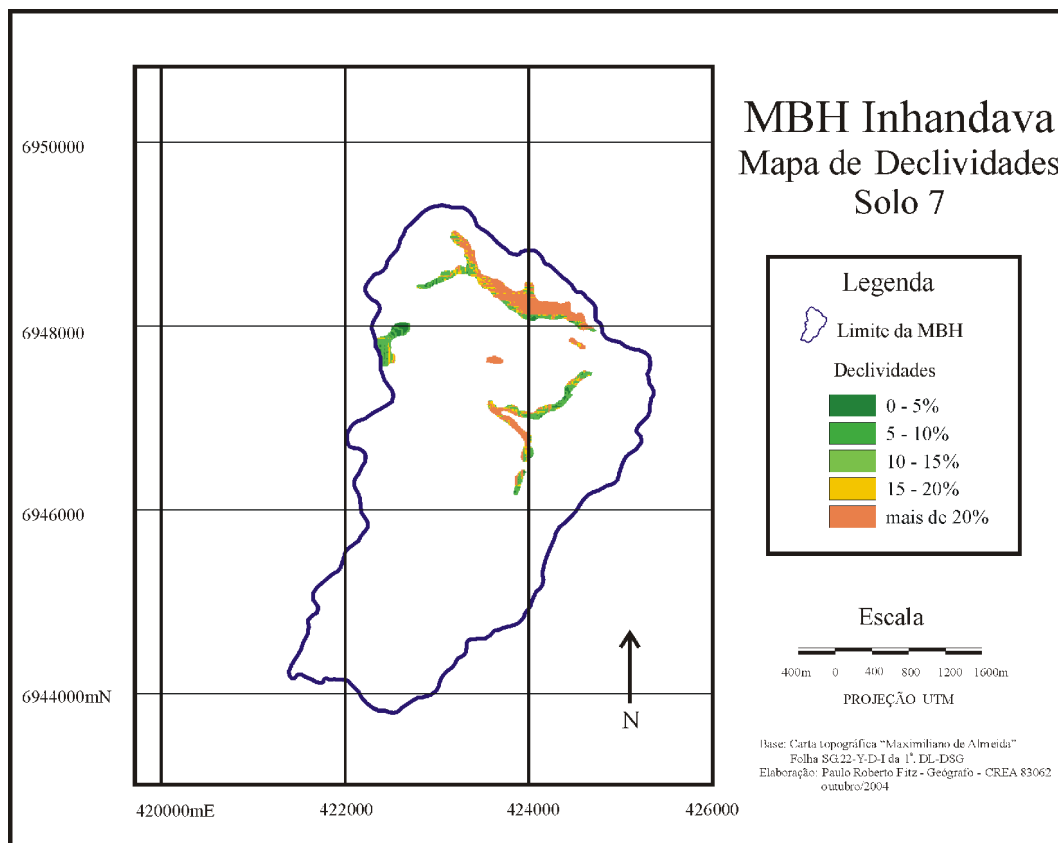 MBH Inhandava
Mapa de Declividades
Solo 7
6950000
6948000
6946000
6944000mN
420000mE
422000
424000
426000
N
Legenda
Limite da MBH
Declividades
0 - 5%
5 - 10%
10 - 15%
15 - 20%
mais de 20%
Escala
400m 0 400 800 1200 1600m
PROJEÇÃO UTM
Base: Carta topográfica “Maximiliano de Almeida”
Folha SG.22-Y-D-I da 1ª. DL-DSG
Elaboração: Paulo Roberto Fitz - Geógrafo - CREA 83062
outubro/2004